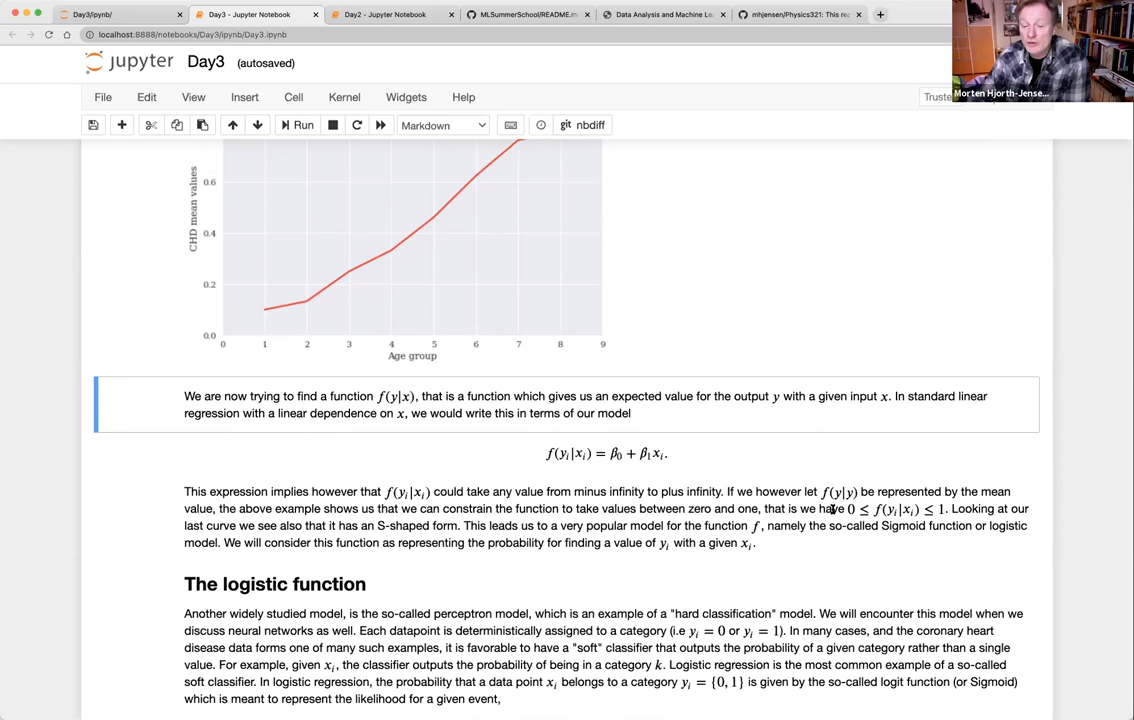 Day3/ipynb/
Day3 - Jupyter Notebook
Day2 - Jupyter Notebook
MLSummerSchool/README.m
Data Analysis and Machine Le
mhjensen/Physics321: This rep
localhost:8888/notebooks/Day3/ipynb/Day3.ipynb
Morten Hjorth-Jense...
jupyter Day3 (autosaved)
File Edit View Insert Cell Kernel Widgets Help
Truste
Run Markdown git nbdiff
CHD mean values
0.6
0.4
0.2
0.0
0 1 2 3 4 5 6 7 8 9
Age group
We are now trying to find a function f(y|x), that is a function which gives us an expected value for the output y with a given input x. In standard linear
regression with a linear dependence on x, we would write this in terms of our model
f(yᵢ|xᵢ) = β₀ + β₁xᵢ.
This expression implies however that f(yᵢ|xᵢ) could take any value from minus infinity to plus infinity. If we however let f(y|y) be represented by the mean
value, the above example shows us that we can constrain the function to take values between zero and one, that is we have 0 ≤ f(yᵢ|xᵢ) ≤ 1. Looking at our
last curve we see also that it has an S-shaped form. This leads us to a very popular model for the function f, namely the so-called Sigmoid function or logistic
model. We will consider this function as representing the probability for finding a value of yᵢ with a given xᵢ.
The logistic function
Another widely studied model, is the so-called perceptron model, which is an example of a "hard classification" model. We will encounter this model when we
discuss neural networks as well. Each datapoint is deterministically assigned to a category (i.e yᵢ = 0 or yᵢ = 1). In many cases, and the coronary heart
disease data forms one of many such examples, it is favorable to have a "soft" classifier that outputs the probability of a given category rather than a single
value. For example, given xᵢ, the classifier outputs the probability of being in a category k. Logistic regression is the most common example of a so-called
soft classifier. In logistic regression, the probability that a data point xᵢ belongs to a category yᵢ = {0, 1} is given by the so-called logit function (or Sigmoid)
which is meant to represent the likelihood for a given event,